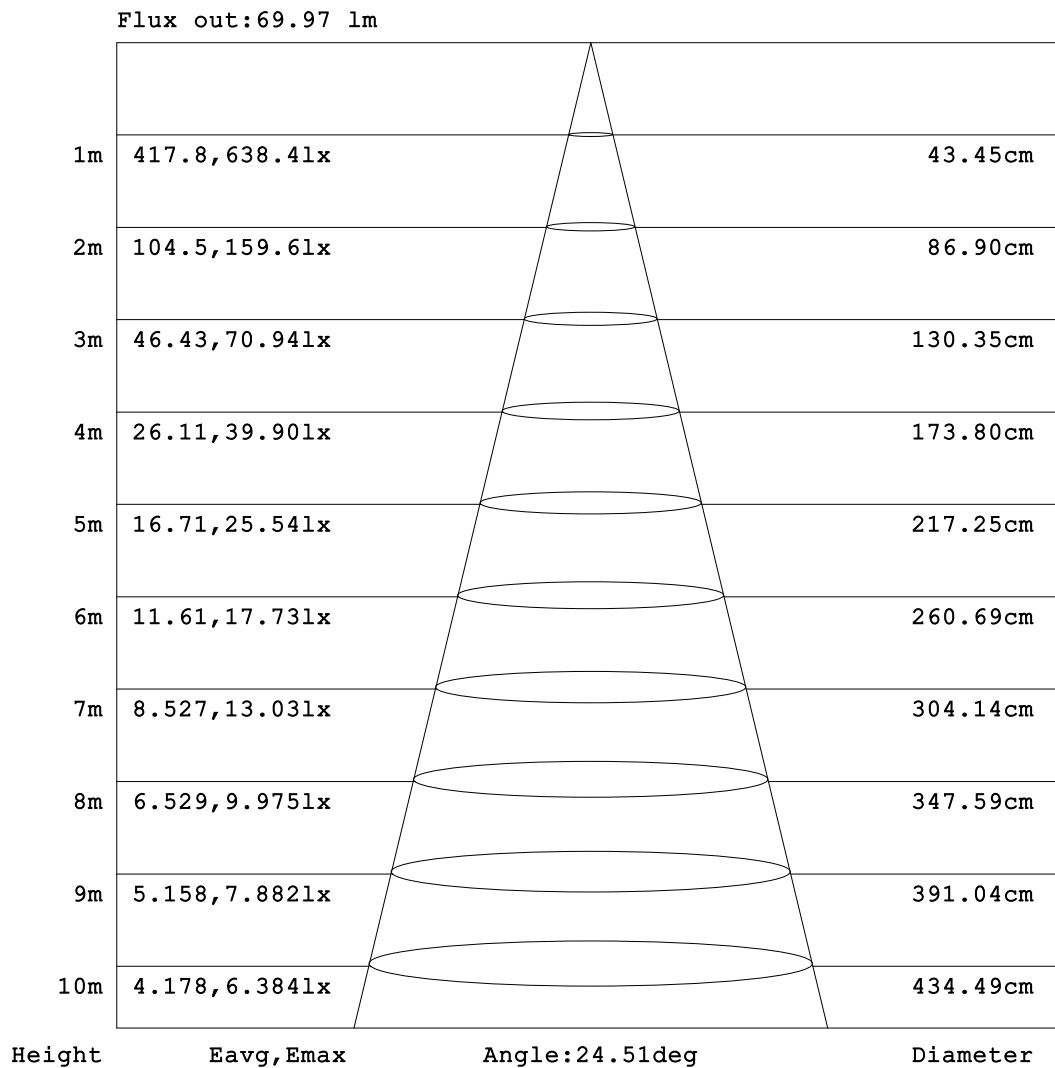 Flux out:69.97 lm
1m 417.8,638.4lx 43.45cm
2m 104.5,159.6lx 86.90cm
3m 46.43,70.94lx 130.35cm
4m 26.11,39.90lx 173.80cm
5m 16.71,25.54lx 217.25cm
6m 11.61,17.73lx 260.69cm
7m 8.527,13.03lx 304.14cm
8m 6.529,9.975lx 347.59cm
9m 5.158,7.882lx 391.04cm
10m 4.178,6.384lx 434.49cm
Height Eavg,Emax Angle:24.51deg Diameter